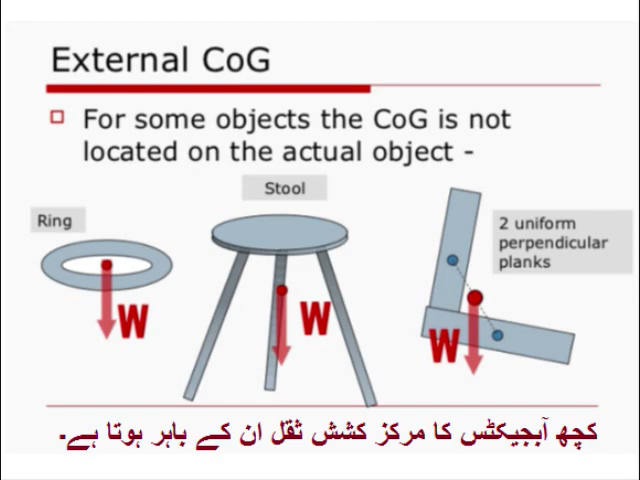 External CoG
For some objects the CoG is not
located on the actual object -
Stool
Ring
2 uniform
perpendicular
planks
W
W
W
کچھ آبجیکٹس کا مرکز کشش ثقل ان کے باہر ہوتا ہے۔